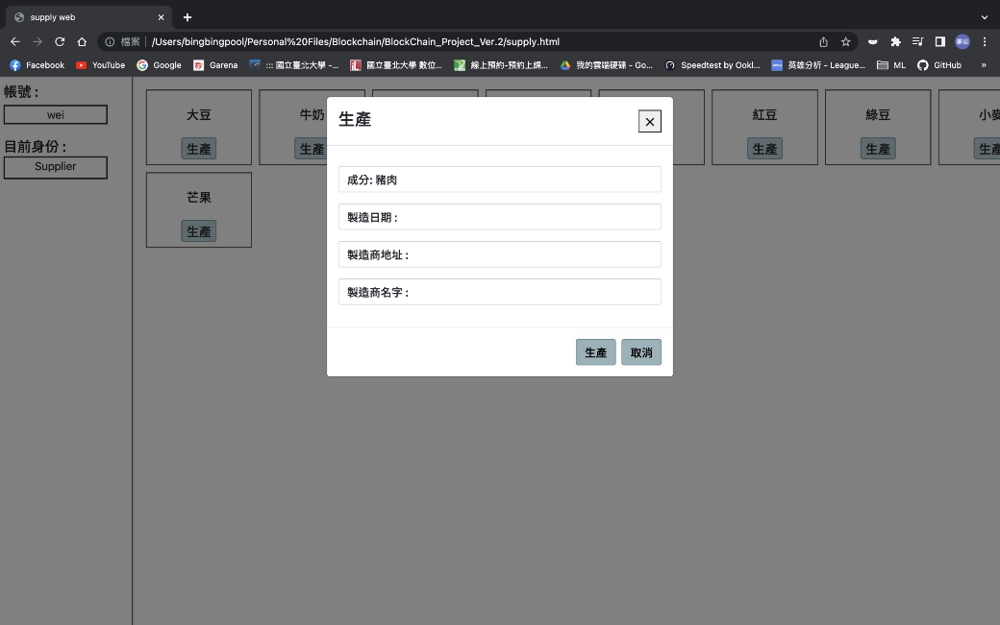 supply web
檔案
/Users/bingbingpool/Personal%20Files/Blockchain/BlockChain_Project_Ver.2/supply.html
Facebook
YouTube
Google
Garena
::: 國立臺北大學 -...
國立臺北大學 數位...
線上預約-預約上課...
我的雲端硬碟 - Go...
Speedtest by Ookl...
英雄分析 – League...
ML
GitHub
»
帳號 :
wei
目前身份 :
Supplier
大豆
生產
牛奶
生產
紅豆
生產
綠豆
生產
小麥
生產
芒果
生產
生產
×
成分: 豬肉
製造日期 :
製造商地址 :
製造商名字 :
生產
取消